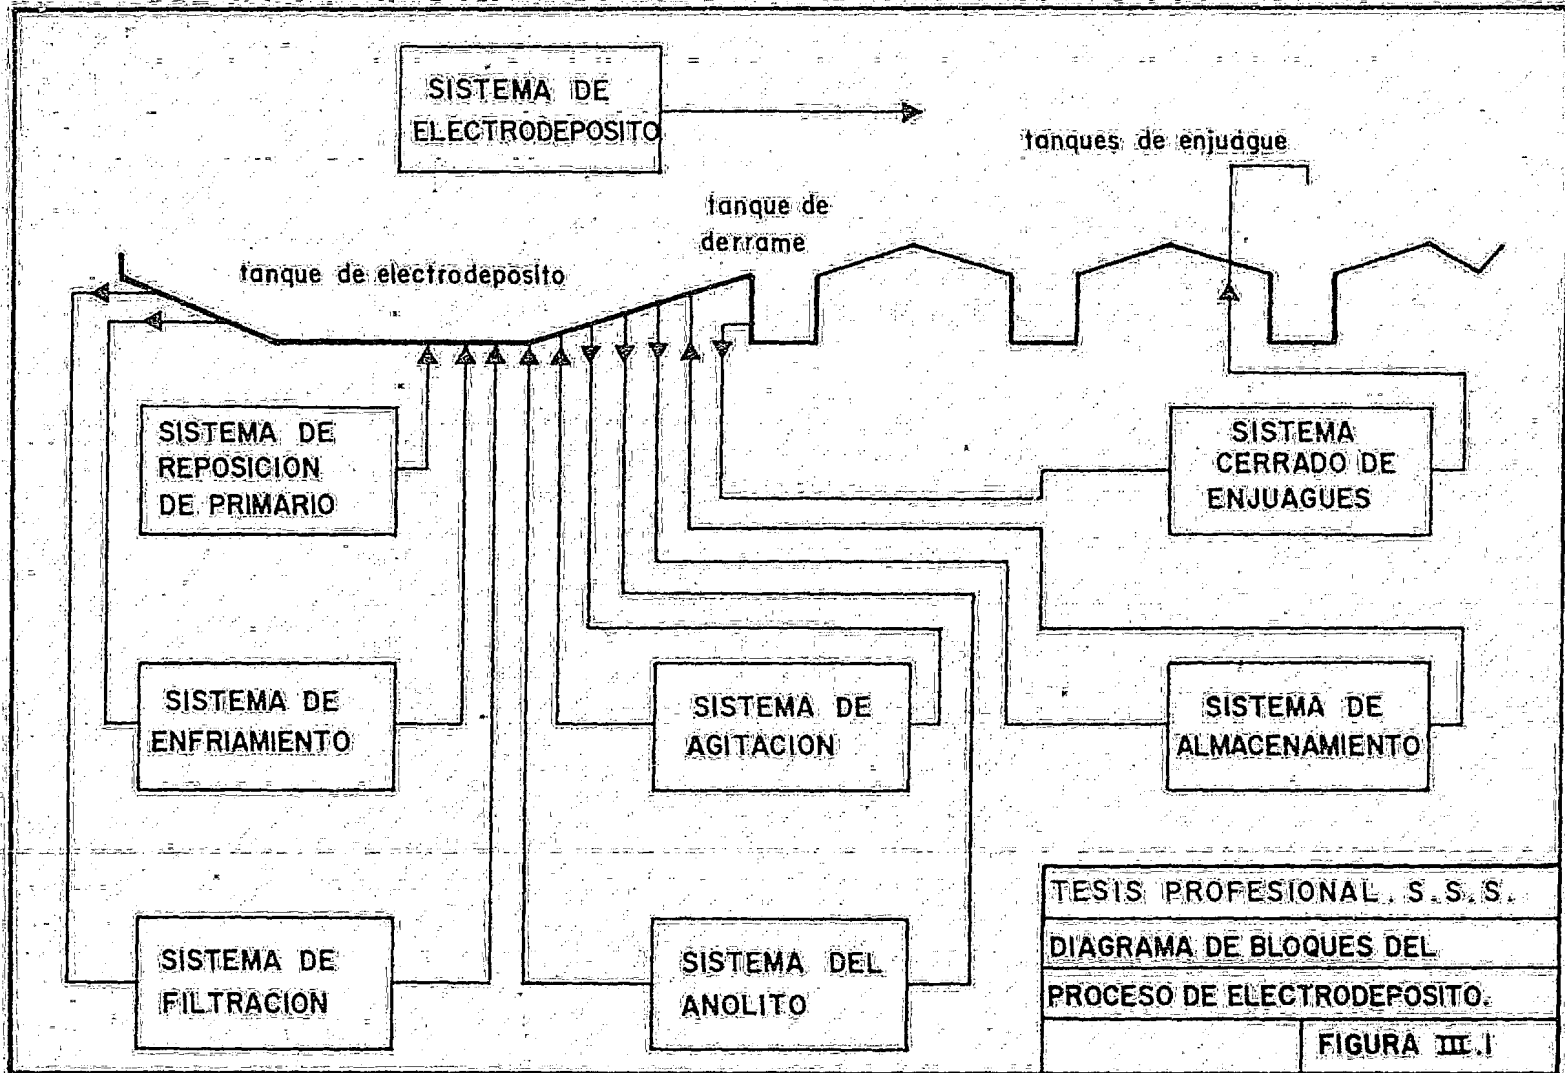 SISTEMA DE
ELECTRODEPOSITO
tanques de enjuague
tanque de
derrame
tanque de electrodeposito
SISTEMA DE
REPOSICION
DE PRIMARIO
SISTEMA
CERRADO DE
ENJUAGUES
SISTEMA DE
ENFRIAMIENTO
SISTEMA DE
AGITACION
SISTEMA DE
ALMACENAMIENTO
SISTEMA DE
FILTRACION
SISTEMA DEL
ANOLITO
TESIS PROFESIONAL. S.S.S.
DIAGRAMA DE BLOQUES DEL
PROCESO DE ELECTRODEPOSITO.
FIGURA III.1